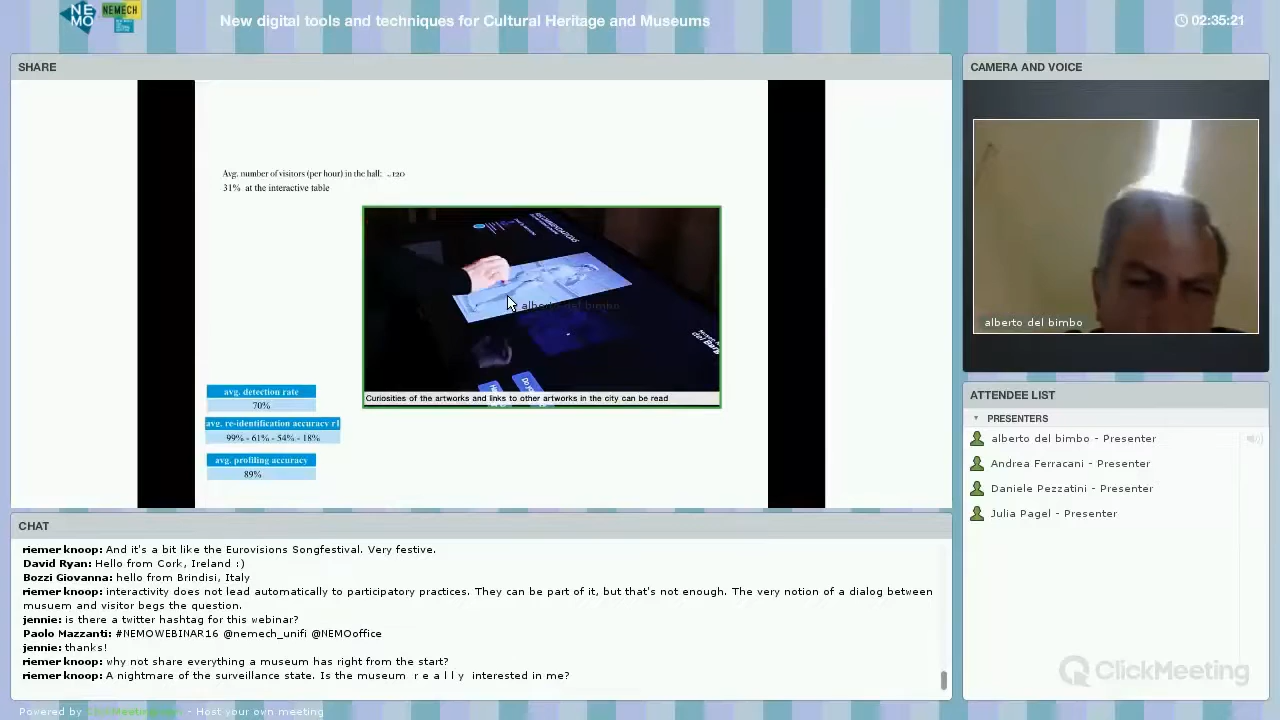 NE
MO
NEMECH
New digital tools and techniques for Cultural Heritage and Museums
02:35:21
SHARE
Avg. number of visitors (per hour) in the hall:
31% at the interactive table
alberto del bimbo
Curiosities of the artworks and links to other artworks in the city can be read
avg. detection rate
70%
avg. re-identification accuracy r1
99% - 61% - 54% - 18%
avg. profiling accuracy
89%
CAMERA AND VOICE
alberto del bimbo
ATTENDEE LIST
PRESENTERS
alberto del bimbo - Presenter
Andrea Ferracani - Presenter
Daniele Pezzatini - Presenter
Julia Pagel - Presenter
ClickMeeting
CHAT
riemer knoop: And it's a bit like the Eurovisions Songfestival. Very festive.
David Ryan: Hello from Cork, Ireland :)
Bozzi Giovanna: hello from Brindisi, Italy
riemer knoop: interactivity does not lead automatically to participatory practices. They can be part of it, but that's not enough. The very notion of a dialog between
musuem and visitor begs the question.
jennie: is there a twitter hashtag for this webinar?
Paolo Mazzanti: #NEMOWEBINAR16 @nemech_unifi @NEMOoffice
jennie: thanks!
riemer knoop: why not share everything a museum has right from the start?
riemer knoop: A nightmare of the surveillance state. Is the museum r e a l l y interested in me?
Powered by - Host your own meeting